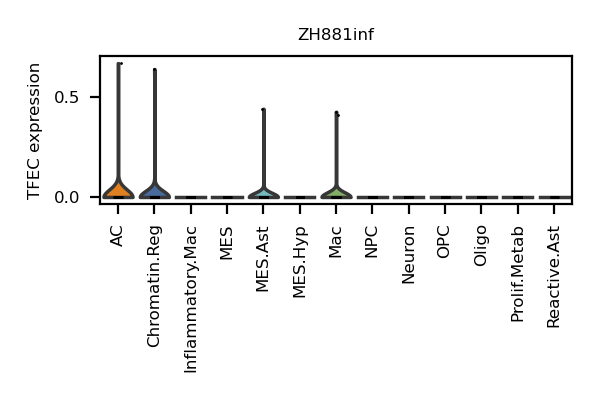 ZH881inf
TFEC expression
0.5
0.0
AC
Chromatin.Reg
Inflammatory.Mac
MES
MES.Ast
MES.Hyp
Mac
NPC
Neuron
OPC
Oligo
Prolif.Metab
Reactive.Ast